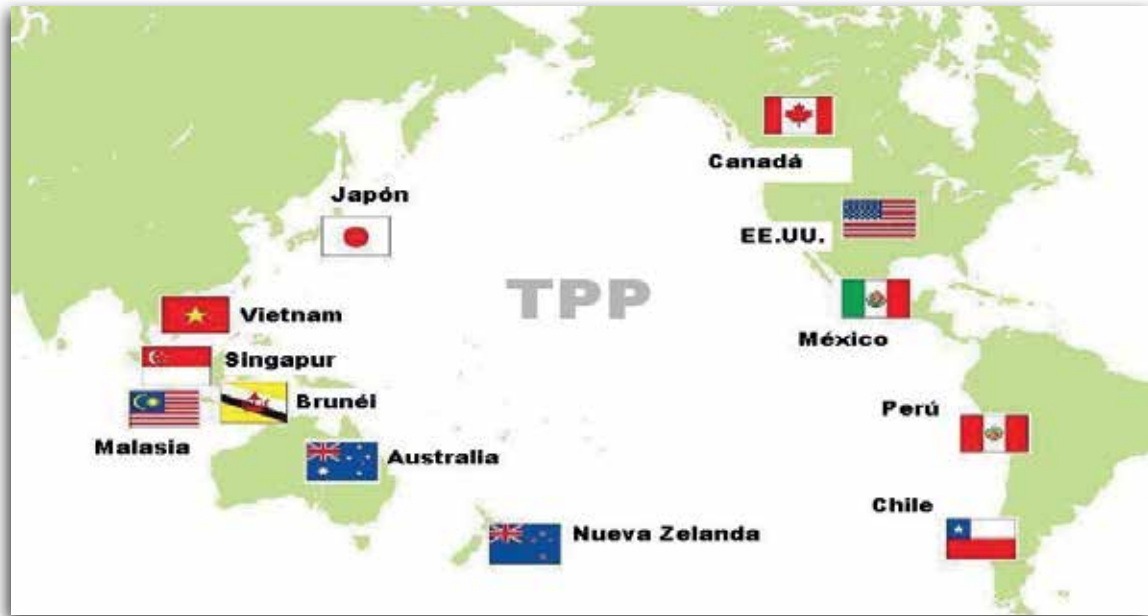 Canadá
Japón
EE.UU.
TPP
Vietnam
México
Singapur
Brunéi
Perú
Malasia
Australia
Chile
Nueva Zelanda